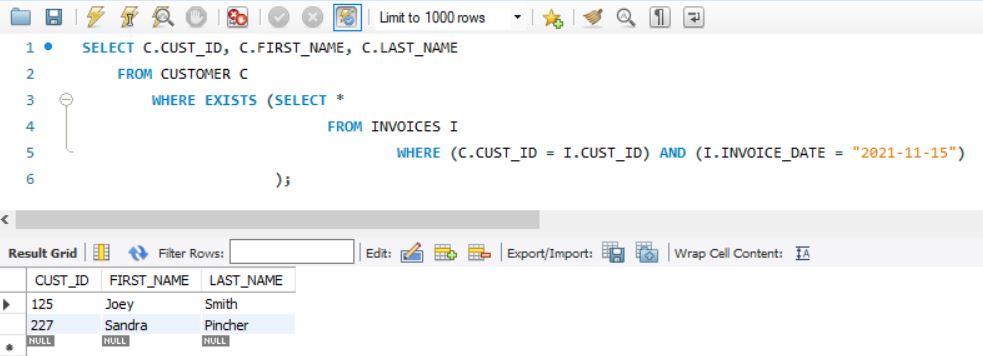 Limit to 1000 rows
1 SELECT C.CUST_ID, C.FIRST_NAME, C.LAST_NAME
2 FROM CUSTOMER C
3 WHERE EXISTS (SELECT *
4 FROM INVOICES I
5 WHERE (C.CUST_ID = I.CUST_ID) AND (I.INVOICE_DATE = "2021-11-15")
6 );
Result Grid Filter Rows: Edit: Export/Import: Wrap Cell Content: IA
CUST_ID FIRST_NAME LAST_NAME
125 Joey Smith
227 Sandra Pincher
NULL NULL NULL